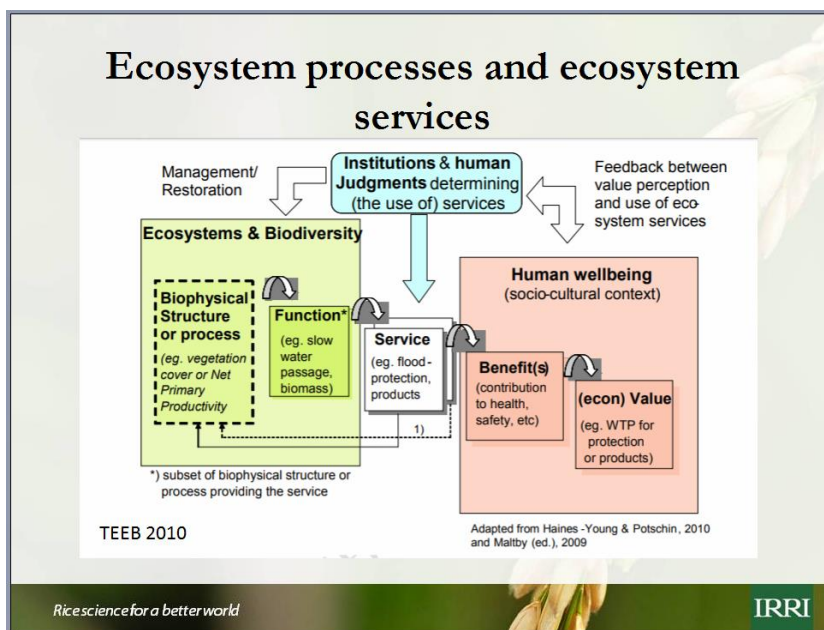 Ecosystem processes and ecosystem
services
Management/
Restoration
Institutions & human
Judgments determining
(the use of) services
Feedback between
value perception
and use of eco-
system services
Ecosystems & Biodiversity
Biophysical
Structure
or process
(eg. vegetation
cover or Net
Primary
Productivity
Function*
(eg. slow
water
passage,
biomass)
Service
(eg. flood-
protection,
products
1)
Human wellbeing
(socio-cultural context)
Benefit(s)
(contribution
to health,
safety, etc)
(econ) Value
(eg. WTP for
protection
or products)
*) subset of biophysical structure or
process providing the service
TEEB 2010
Adapted from Haines -Young & Potschin, 2010
and Maltby (ed.), 2009
Rice science for a better world
IRRI